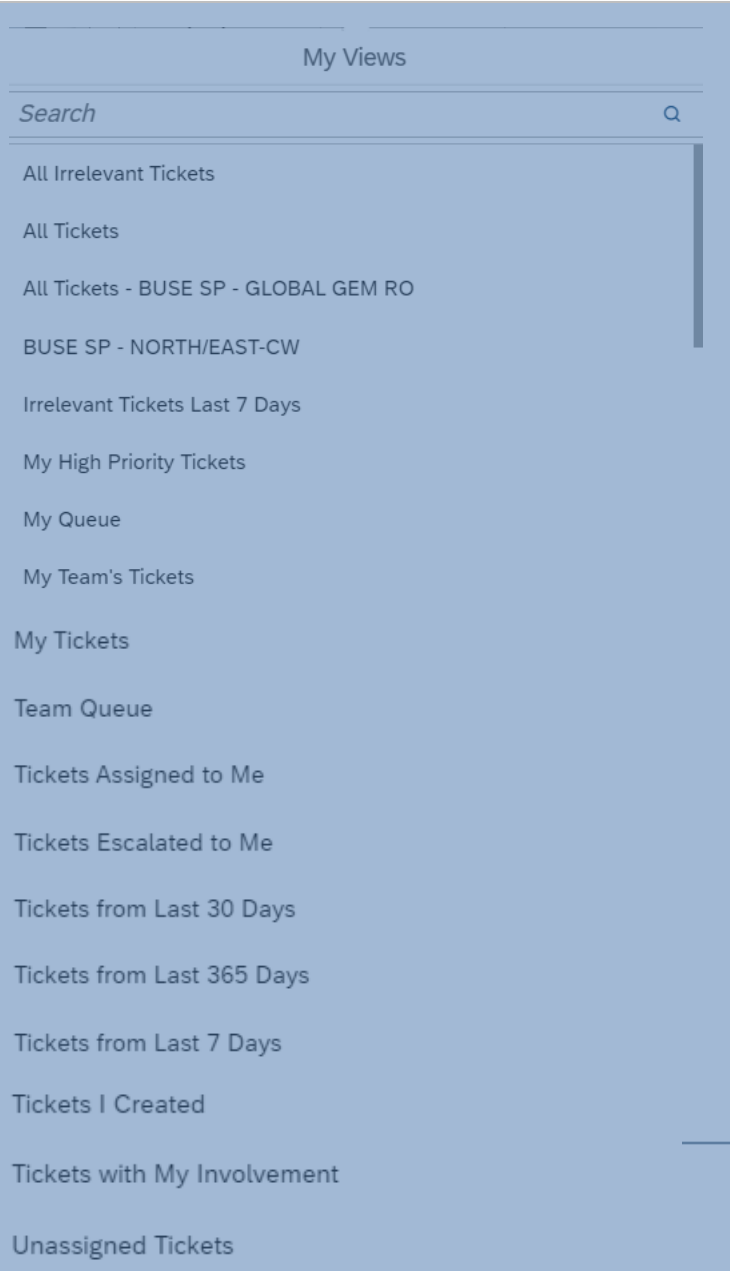 My Views
Search
All Irrelevant Tickets
All Tickets
All Tickets - BUSE SP - GLOBAL GEM RO
BUSE SP - NORTH/EAST-CW
Irrelevant Tickets Last 7 Days
My High Priority Tickets
My Queue
My Team's Tickets
My Tickets
Team Queue
Tickets Assigned to Me
Tickets Escalated to Me
Tickets from Last 30 Days
Tickets from Last 365 Days
Tickets from Last 7 Days
Tickets I Created
Tickets with My Involvement
Unassigned Tickets